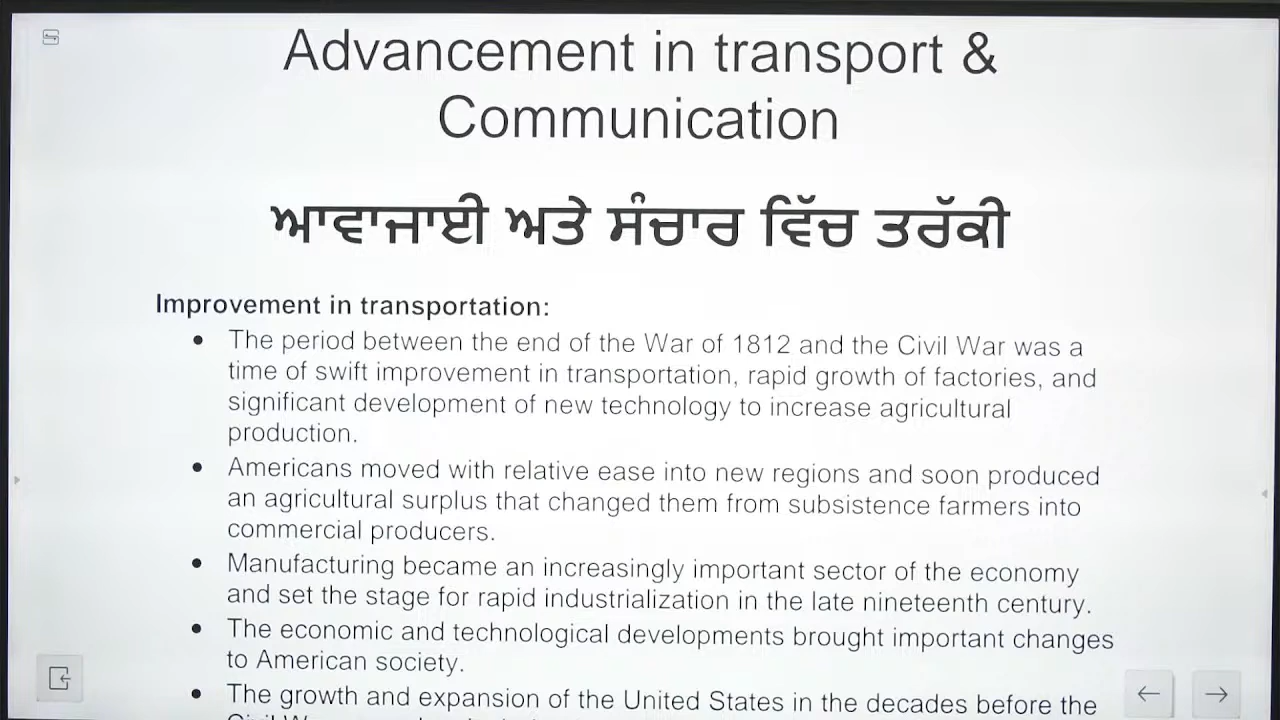 Advancement in transport &
Communication
ਆਵਾਜਾਈ ਅਤੇ ਸੰਚਾਰ ਵਿੱਚ ਤਰੱਕੀ
Improvement in transportation:
• The period between the end of the War of 1812 and the Civil War was a
time of swift improvement in transportation, rapid growth of factories, and
significant development of new technology to increase agricultural
production.
• Americans moved with relative ease into new regions and soon produced
an agricultural surplus that changed them from subsistence farmers into
commercial producers.
• Manufacturing became an increasingly important sector of the economy
and set the stage for rapid industrialization in the late nineteenth century.
• The economic and technological developments brought important changes
to American society.
• The growth and expansion of the United States in the decades before the